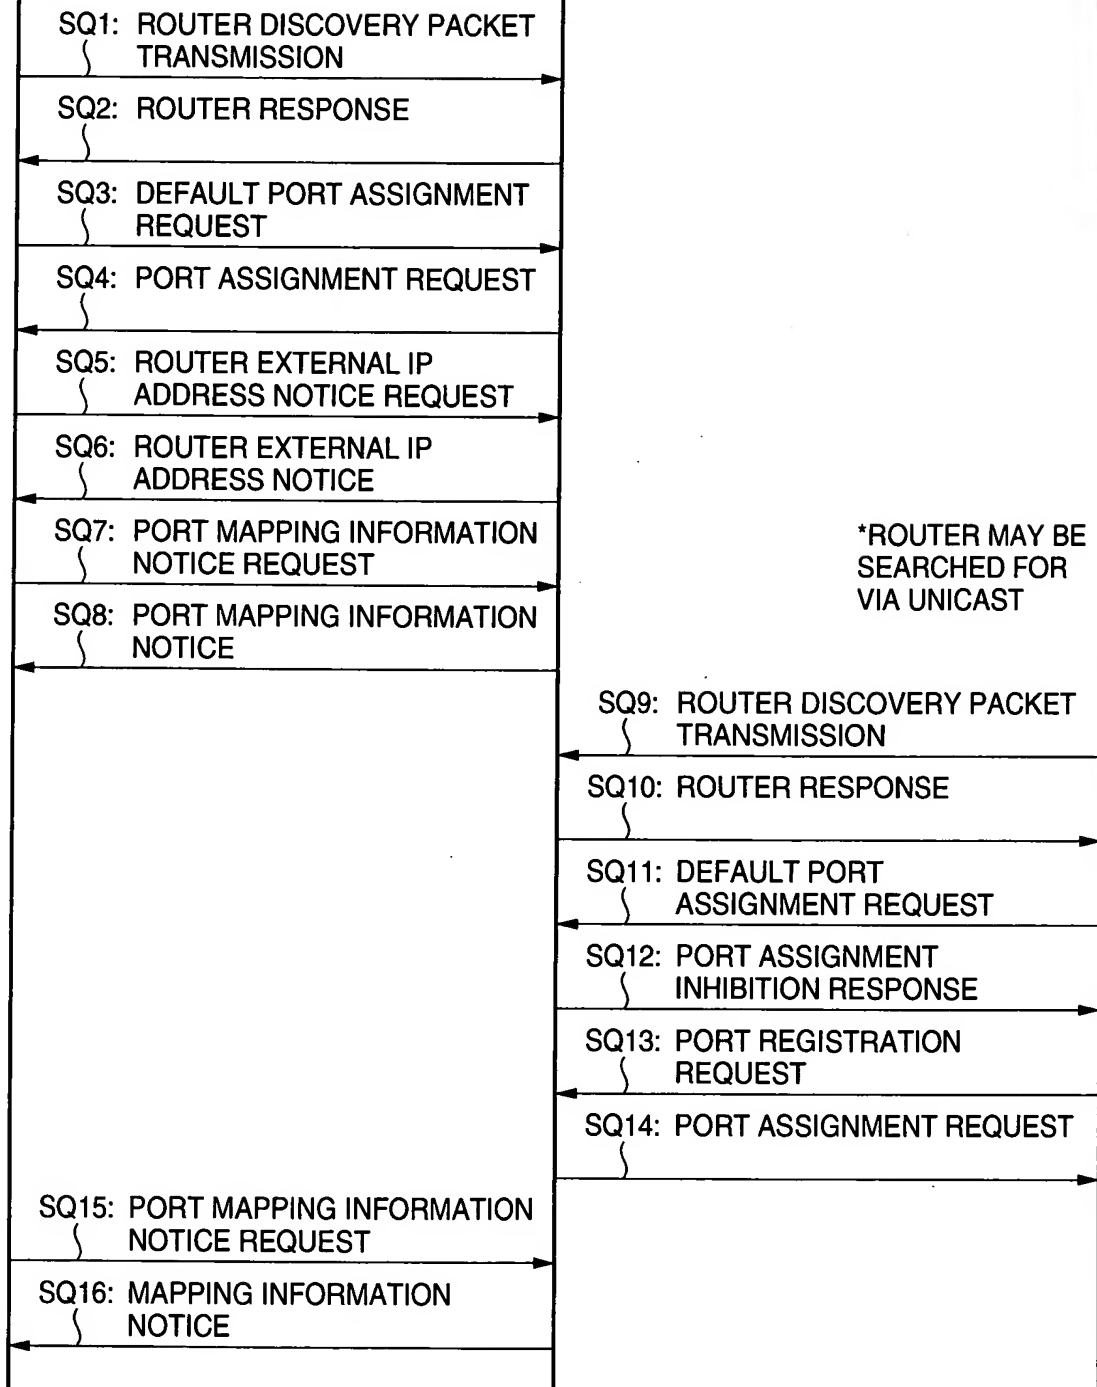 SQ1: ROUTER DISCOVERY PACKET
TRANSMISSION
SQ2: ROUTER RESPONSE
SQ3: DEFAULT PORT ASSIGNMENT
REQUEST
SQ4: PORT ASSIGNMENT REQUEST
SQ5: ROUTER EXTERNAL IP
ADDRESS NOTICE REQUEST
SQ6: ROUTER EXTERNAL IP
ADDRESS NOTICE
SQ7: PORT MAPPING INFORMATION
NOTICE REQUEST
*ROUTER MAY BE
SEARCHED FOR
VIA UNICAST
SQ8: PORT MAPPING INFORMATION
NOTICE
SQ9: ROUTER DISCOVERY PACKET
TRANSMISSION
SQ10: ROUTER RESPONSE
SQ11: DEFAULT PORT
ASSIGNMENT REQUEST
SQ12: PORT ASSIGNMENT
INHIBITION RESPONSE
SQ13: PORT REGISTRATION
REQUEST
SQ14: PORT ASSIGNMENT REQUEST
SQ15: PORT MAPPING INFORMATION
NOTICE REQUEST
SQ16: MAPPING INFORMATION
NOTICE